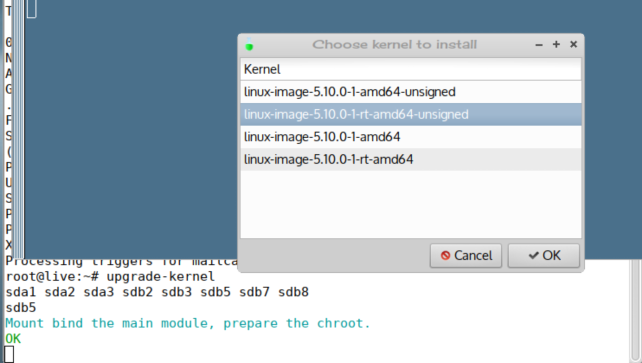 Choose kernel to install
Kernel
linux-image-5.10.0-1-amd64-unsigned
linux-image-5.10.0-1-rt-amd64-unsigned
linux-image-5.10.0-1-amd64
linux-image-5.10.0-1-rt-amd64
Cancel OK
T
0
N
A
G
.
F
S
(
P
U
S
P
P
X
Processing triggers for mailca
root@live:~# upgrade-kernel
sda1 sda2 sda3 sdb2 sdb3 sdb5 sdb7 sdb8
sdb5
Mount bind the main module, prepare the chroot.
OK